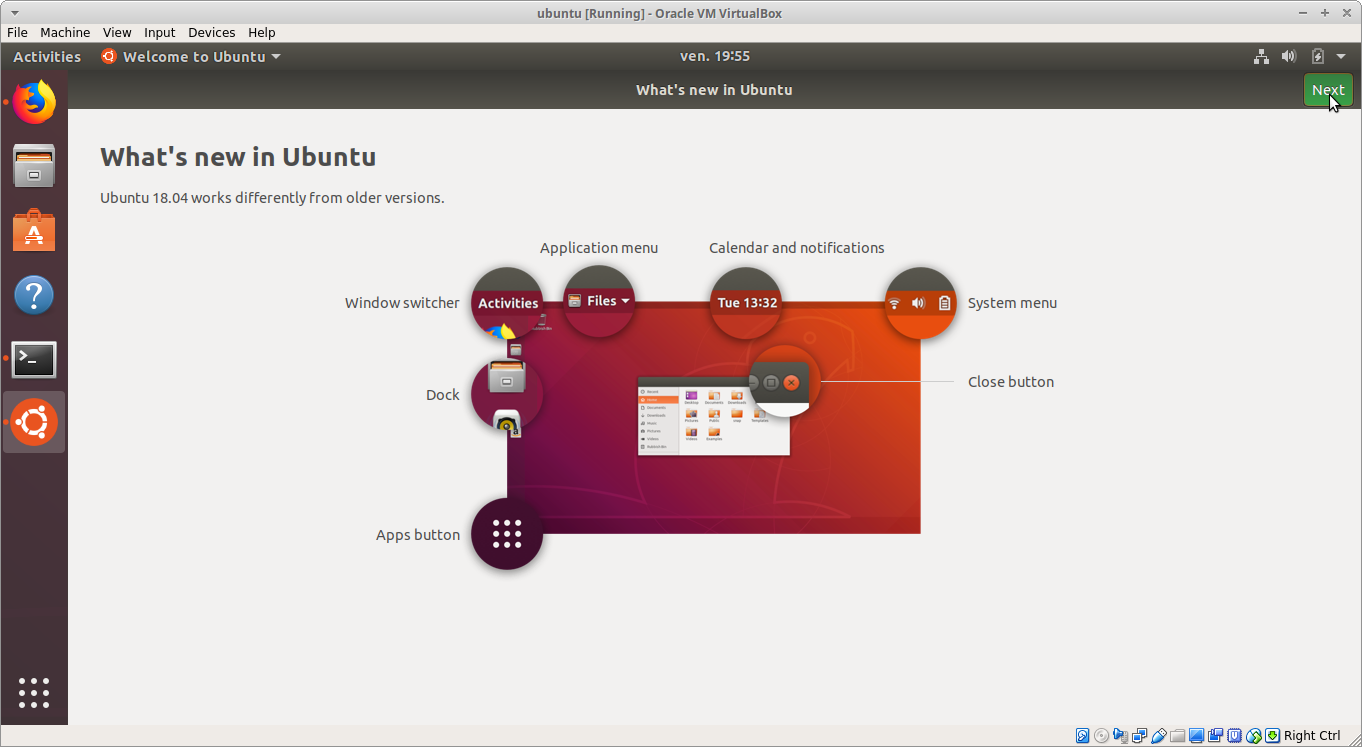 ubuntu [Running] - Oracle VM VirtualBox
File Machine View Input Devices Help
Activities Welcome to Ubuntu ven. 19:55
What's new in Ubuntu Next
What's new in Ubuntu
Ubuntu 18.04 works differently from older versions.
Application menu Calendar and notifications
Window switcher Activities Files Tue 13:32 System menu
Dock Close button
Apps button
Right Ctrl